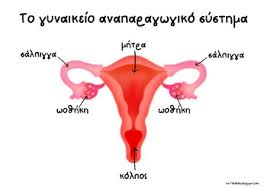 Το γυναικείο αναπαραγωγικό σύστημα
μήτρα
σάλπιγγα
σάλπιγγα
ωοθήκη
ωοθήκη
κόλπος